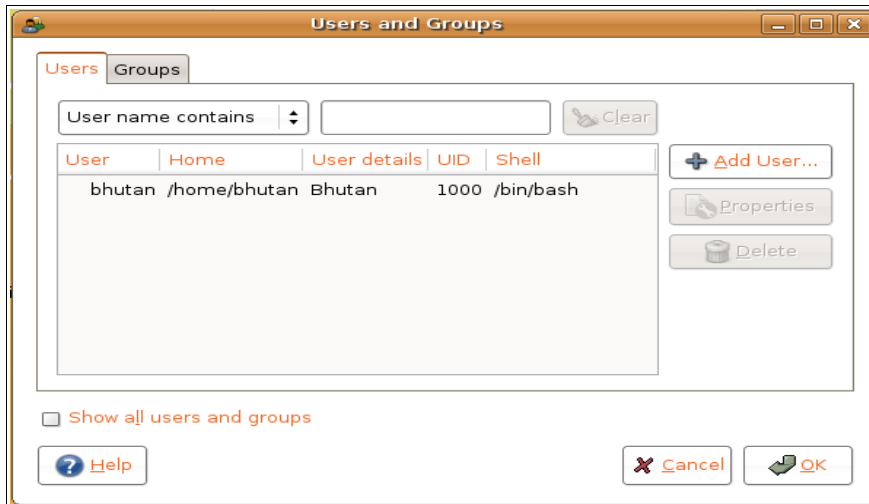 Users and Groups
Users Groups
User name contains Clear
User Home User details UID Shell
bhutan /home/bhutan Bhutan 1000 /bin/bash
Add User...
Properties
Delete
Show all users and groups
Help Cancel OK